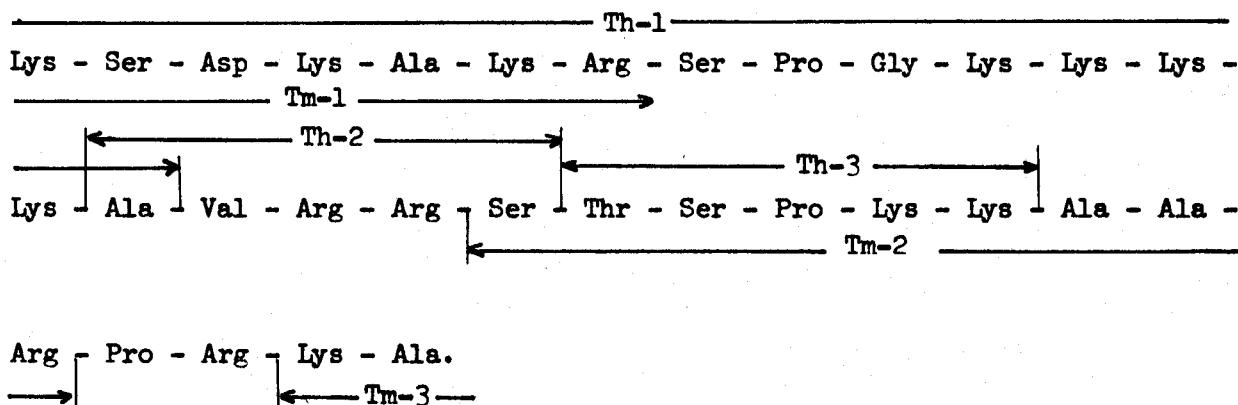 Th-1
Lys - Ser - Asp - Lys - Ala - Lys - Arg - Ser - Pro - Gly - Lys - Lys - Lys -
Tm-1
Th-2
Th-3
Lys - Ala - Val - Arg - Arg - Ser - Thr - Ser - Pro - Lys - Lys - Ala - Ala -
Tm-2
Arg - Pro - Arg - Lys - Ala.
Tm-3